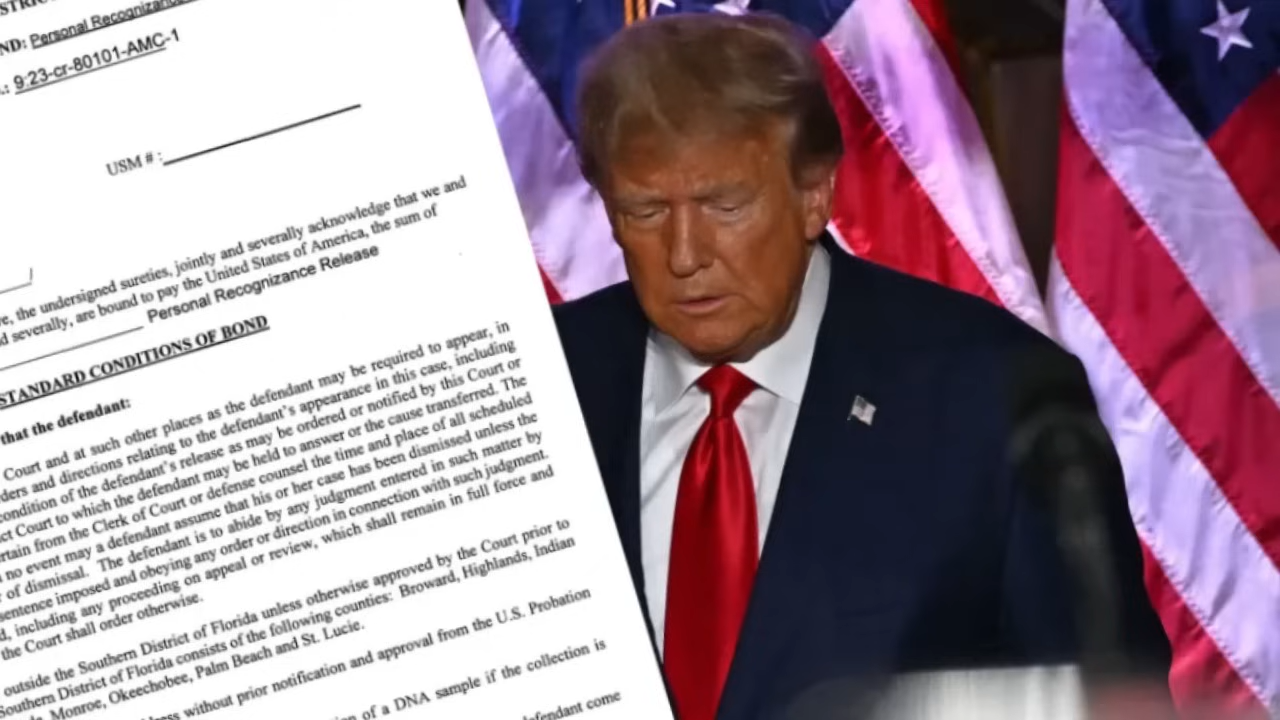 ND: Personal Recognizance
.: 9:23-cr-80101-AMC-1
USM # :
the undersigned sureties, jointly and severally acknowledge that we and
d severally, are bound to pay the United States of America, the sum of
Personal Recognizance Release
STANDARD CONDITIONS OF BOND
that the defendant:
Court and at such other places as the defendant may be required to appear, in
rders and directions relating to the defendant's appearance in this case, including
condition of the defendant's release as may be ordered or notified by this Court or
ct Court to which the defendant may be held to answer or the cause transferred. The
rtain from the Clerk of Court or defense counsel the time and place of all scheduled
no event may a defendant assume that his or her case has been dismissed unless the
r of dismissal. The defendant is to abide by any judgment entered in such matter by
sentence imposed and obeying any order or direction in connection with such judgment.
d, including any proceeding on appeal or review, which shall remain in full force and
the Court shall order otherwise.
outside the Southern District of Florida unless otherwise approved by the Court prior to
Southern District of Florida consists of the following counties: Broward, Highlands, Indian
Monroe, Okeechobee, Palm Beach and St. Lucie.
dress without prior notification and approval from the U.S. Probation
tion of a DNA sample if the collection is
defendant come